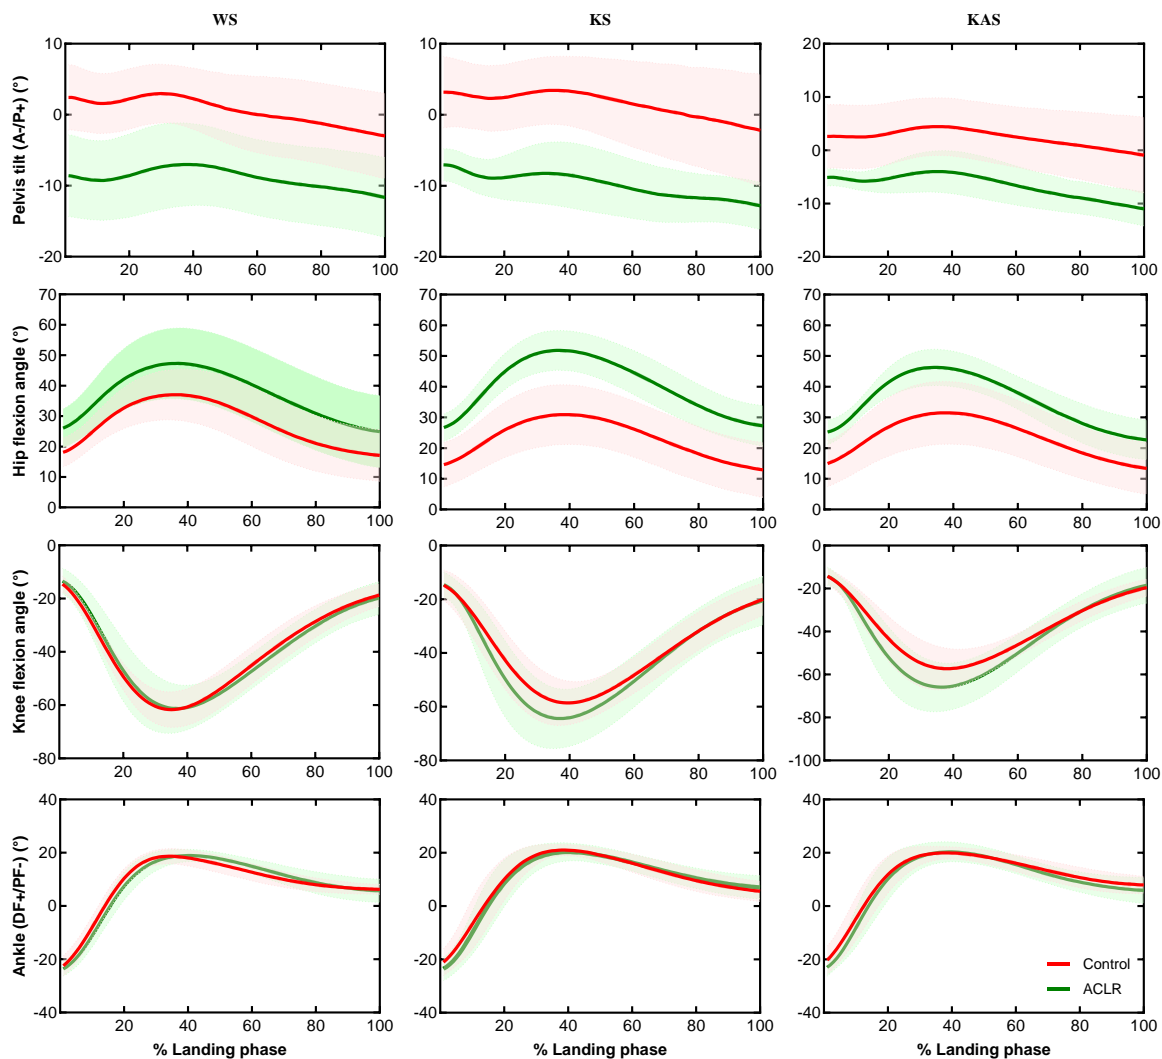 WS KS KAS
Pelvis tilt (A-/P+) (°)
10 0 -10 -20
20 40 60 80 100
10 0 -10 -20
20 40 60 80 100
20 10 0 -10 -20
20 40 60 80 100
Hip flexion angle (°)
70 60 50 40 30 20 10 0
20 40 60 80 100
70 60 50 40 30 20 10 0
20 40 60 80 100
70 60 50 40 30 20 10 0
20 40 60 80 100
Knee flexion angle (°)
0 -20 -40 -60 -80
20 40 60 80 100
0 -20 -40 -60 -80
20 40 60 80 100
0 -20 -40 -60 -80 -100
20 40 60 80 100
Ankle (DF+/PF-) (°)
40 20 0 -20 -40
20 40 60 80 100
40 20 0 -20 -40
20 40 60 80 100
40 20 0 -20 -40
20 40 60 80 100
Control
ACLR
% Landing phase % Landing phase % Landing phase